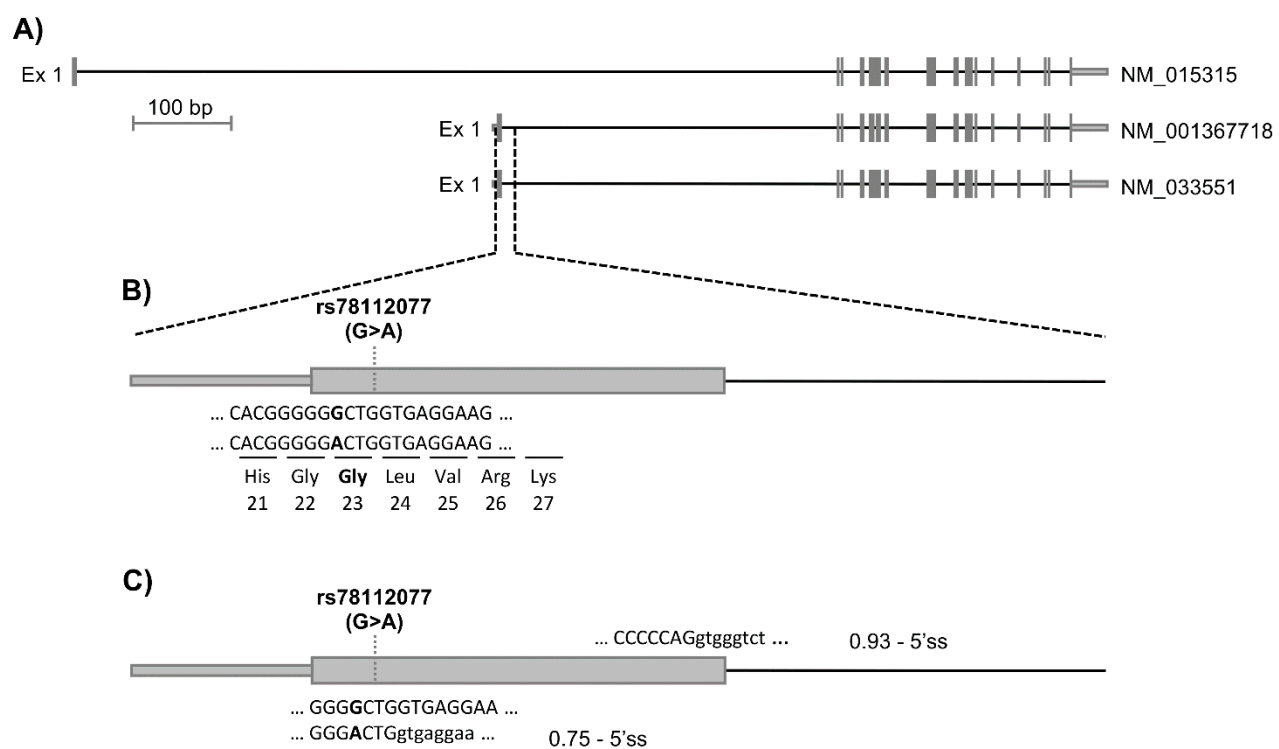 A)
Ex 1
NM_015315
100 bp
Ex 1
NM_001367718
Ex 1
NM_033551
B)
rs78112077
(G>A)
... CACGGGGGGCTGGTGAGGAAG ...
... CACGGGGGACTGGTGAGGAAG ...
His Gly Gly Leu Val Arg Lys
21 22 23 24 25 26 27
C)
rs78112077
(G>A)
... CCCCCAGgtgggtct ...
0.93 - 5'ss
... GGGGCTGGTGAGGAA ...
... GGGACTGgtgaggaa ...
0.75 - 5'ss